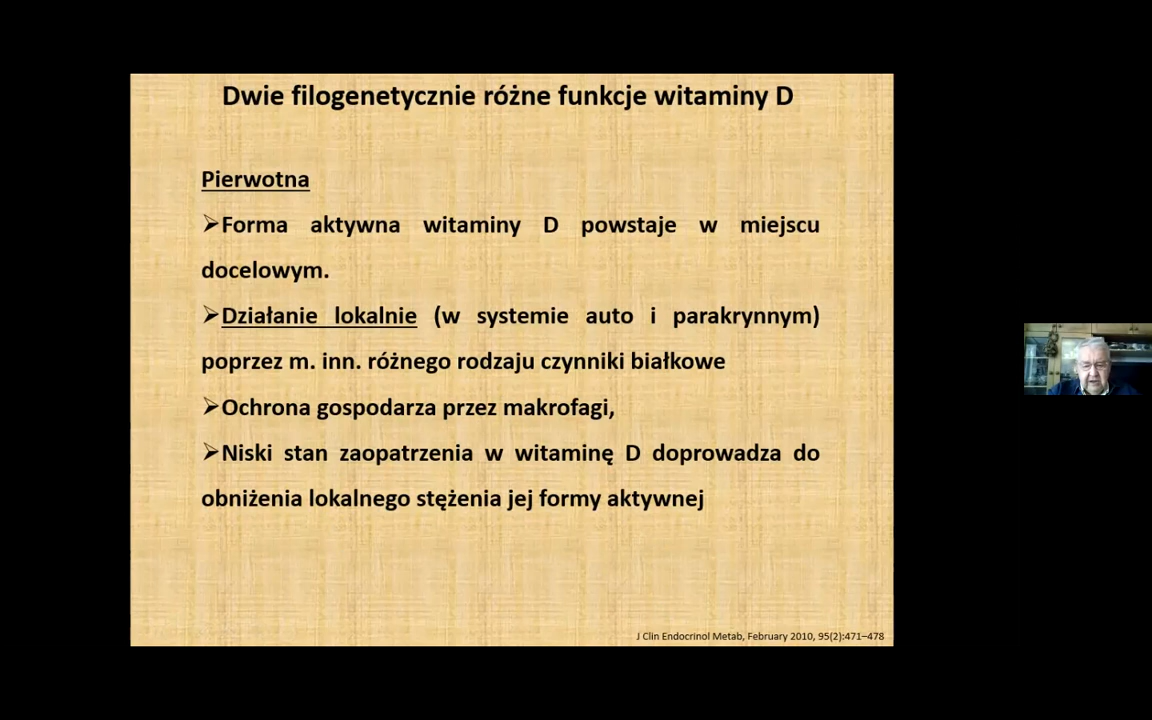 Dwie filogenetycznie różne funkcje witaminy D
Pierwotna
➢Forma aktywna witaminy D powstaje w miejscu
docelowym.
➢Działanie lokalnie (w systemie auto i parakrynnym)
poprzez m. inn. różnego rodzaju czynniki białkowe
➢Ochrona gospodarza przez makrofagi,
➢Niski stan zaopatrzenia w witaminę D doprowadza do
obniżenia lokalnego stężenia jej formy aktywnej
J Clin Endocrinol Metab, February 2010, 95(2):471–478